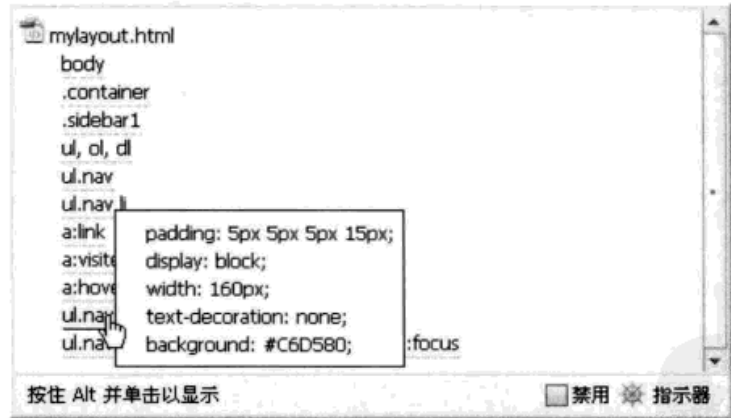 mylayout.html
body
.container
.sidebar1
ul, ol, dl
ul.nav
ul.nav li
a:link
padding: 5px 5px 5px 15px;
a:visite
display: block;
a:hove
width: 160px;
ul.nav
text-decoration: none;
ul.na
background: #C6D580;
:focus
按住 Alt 并单击以显示
禁用
指示器